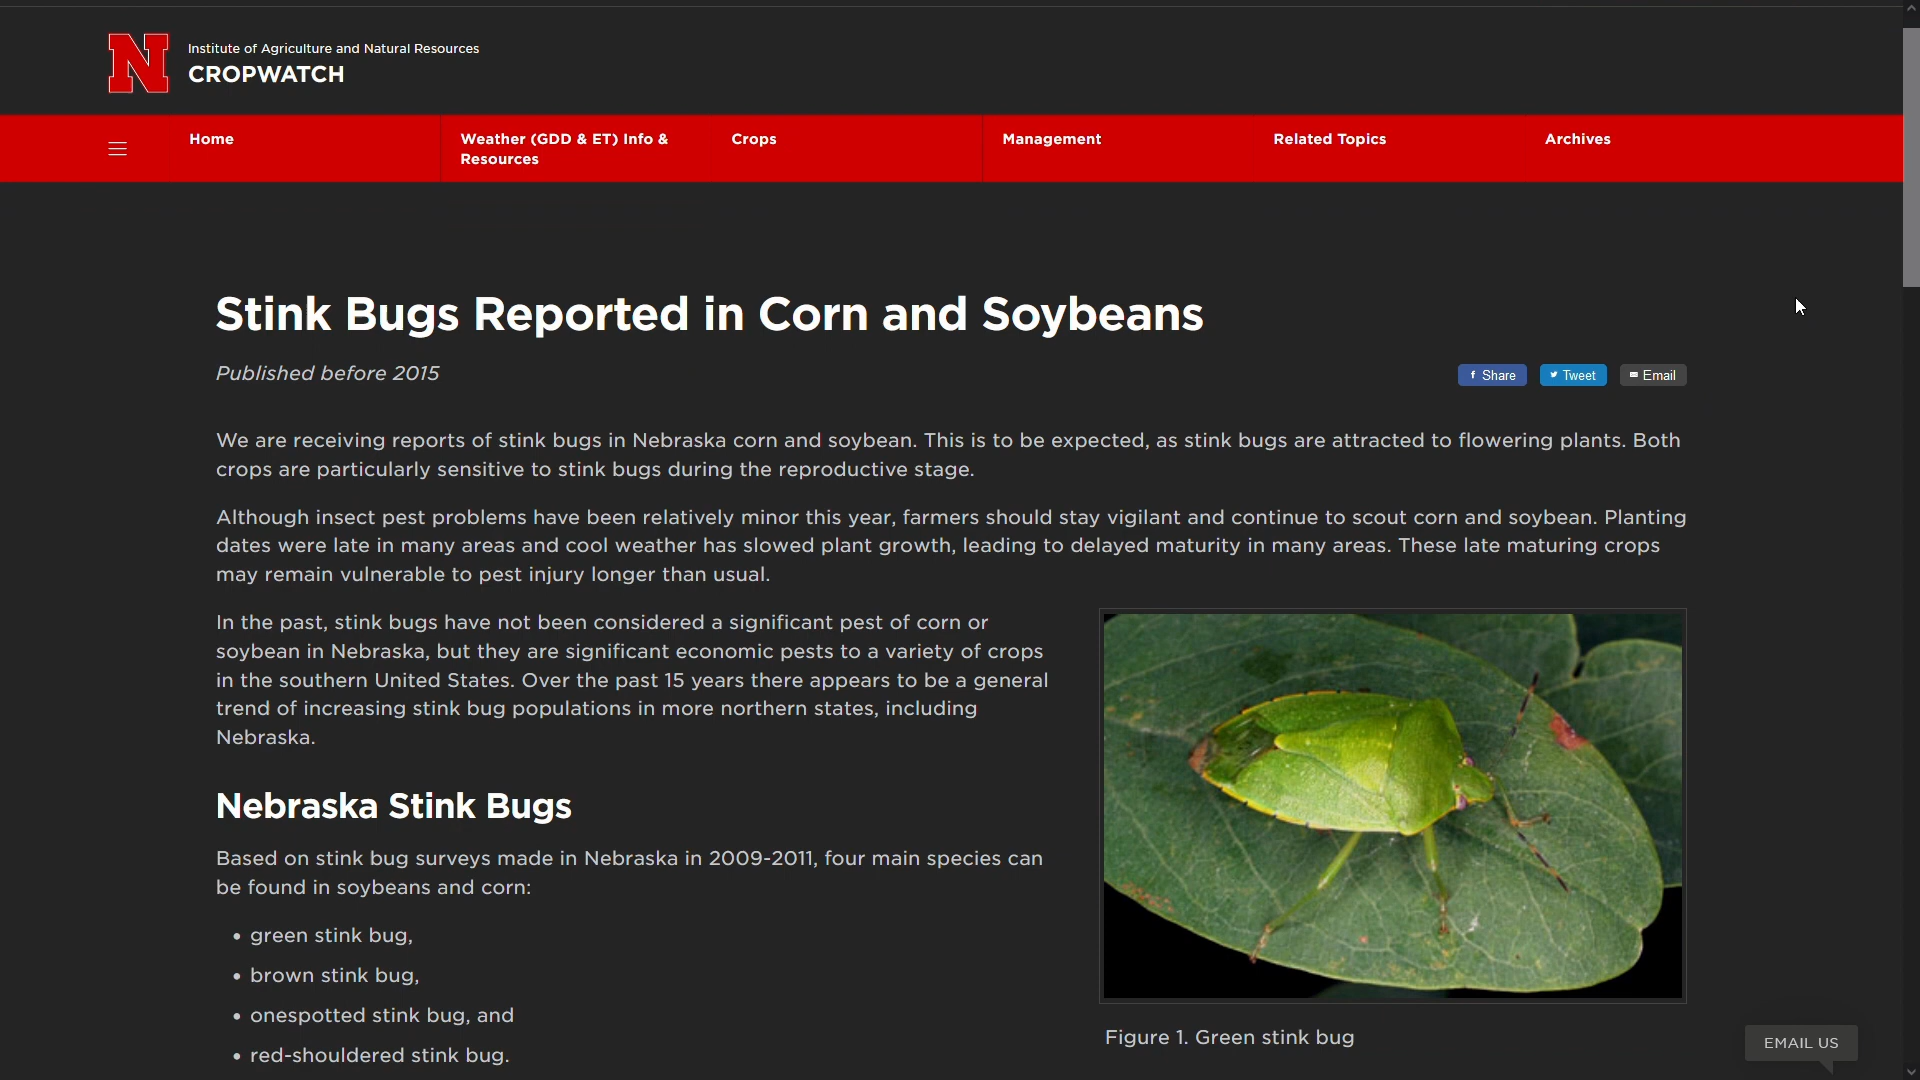 Institute of Agriculture and Natural Resources
CROPWATCH
Home
Weather (GDD & ET) Info &
Resources
Crops
Management
Related Topics
Archives
Stink Bugs Reported in Corn and Soybeans
Published before 2015
Share
Tweet
Email
We are receiving reports of stink bugs in Nebraska corn and soybean. This is to be expected, as stink bugs are attracted to flowering plants. Both
crops are particularly sensitive to stink bugs during the reproductive stage.
Although insect pest problems have been relatively minor this year, farmers should stay vigilant and continue to scout corn and soybean. Planting
dates were late in many areas and cool weather has slowed plant growth, leading to delayed maturity in many areas. These late maturing crops
may remain vulnerable to pest injury longer than usual.
In the past, stink bugs have not been considered a significant pest of corn or
soybean in Nebraska, but they are significant economic pests to a variety of crops
in the southern United States. Over the past 15 years there appears to be a general
trend of increasing stink bug populations in more northern states, including
Nebraska.
Nebraska Stink Bugs
Based on stink bug surveys made in Nebraska in 2009-2011, four main species can
be found in soybeans and corn:
• green stink bug,
• brown stink bug,
• onespotted stink bug, and
• red-shouldered stink bug.
Figure 1. Green stink bug
EMAIL US